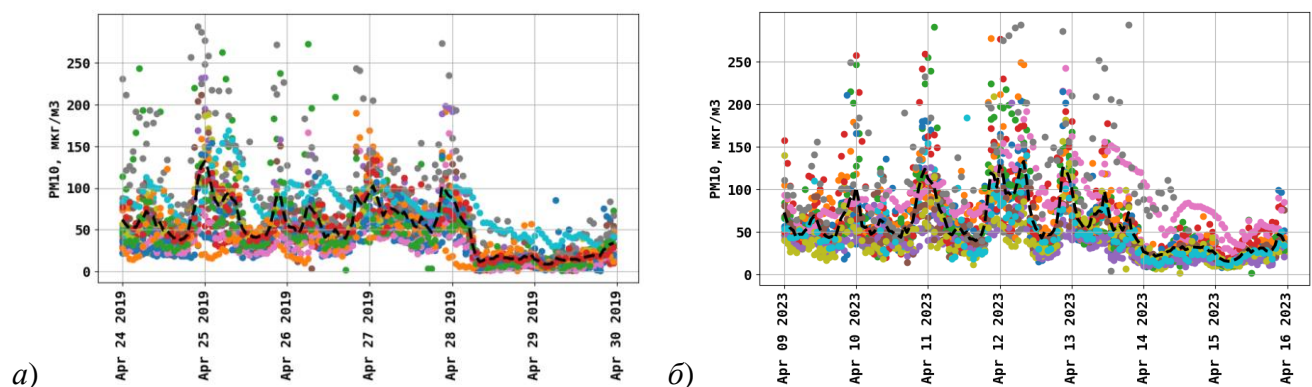 PM10, мкг/м3
250
200
150
100
50
0
Apr 24 2019
Apr 25 2019
Apr 26 2019
Apr 27 2019
Apr 28 2019
Apr 29 2019
Apr 30 2019
а)
PM10, мкг/м3
250
200
150
100
50
0
Apr 09 2023
Apr 10 2023
Apr 11 2023
Apr 12 2023
Apr 13 2023
Apr 14 2023
Apr 15 2023
Apr 16 2023
б)